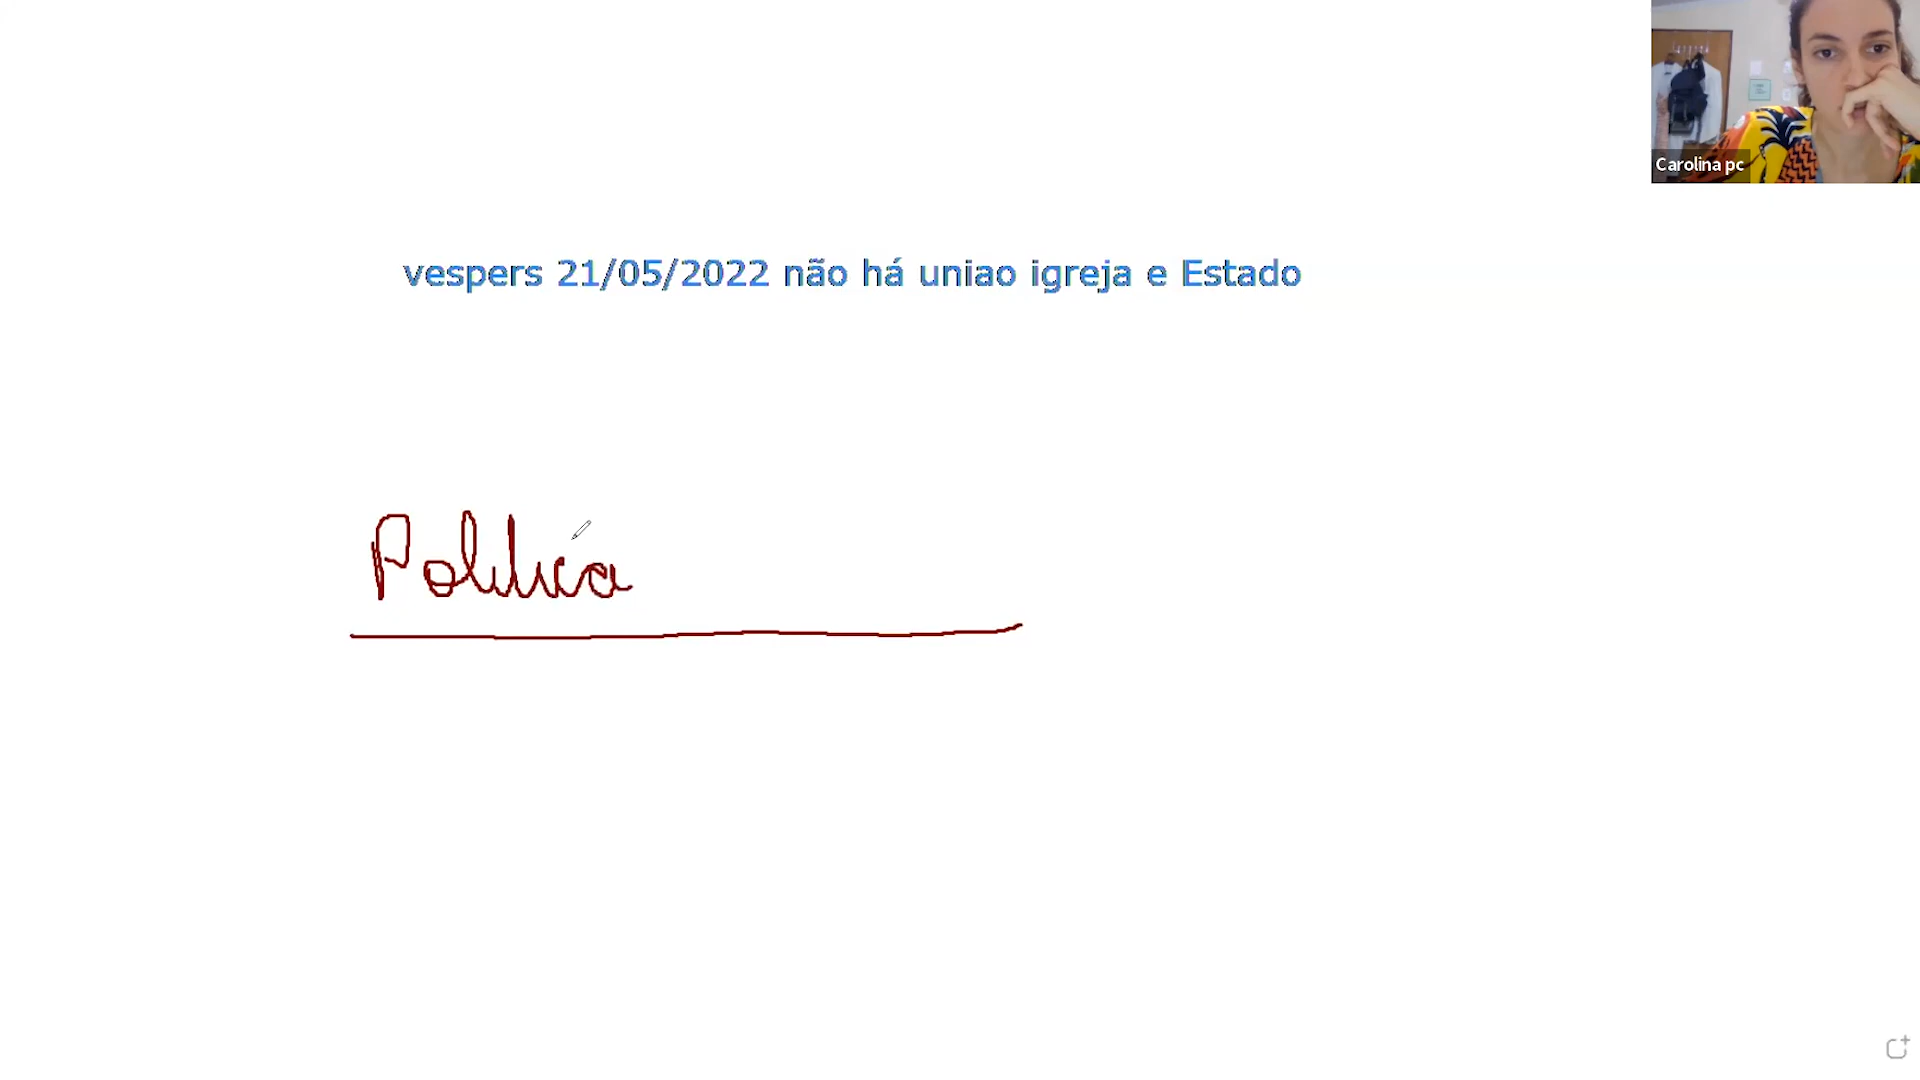 Carolina pc
vespers 21/05/2022 não há uniao igreja e Estado
Política